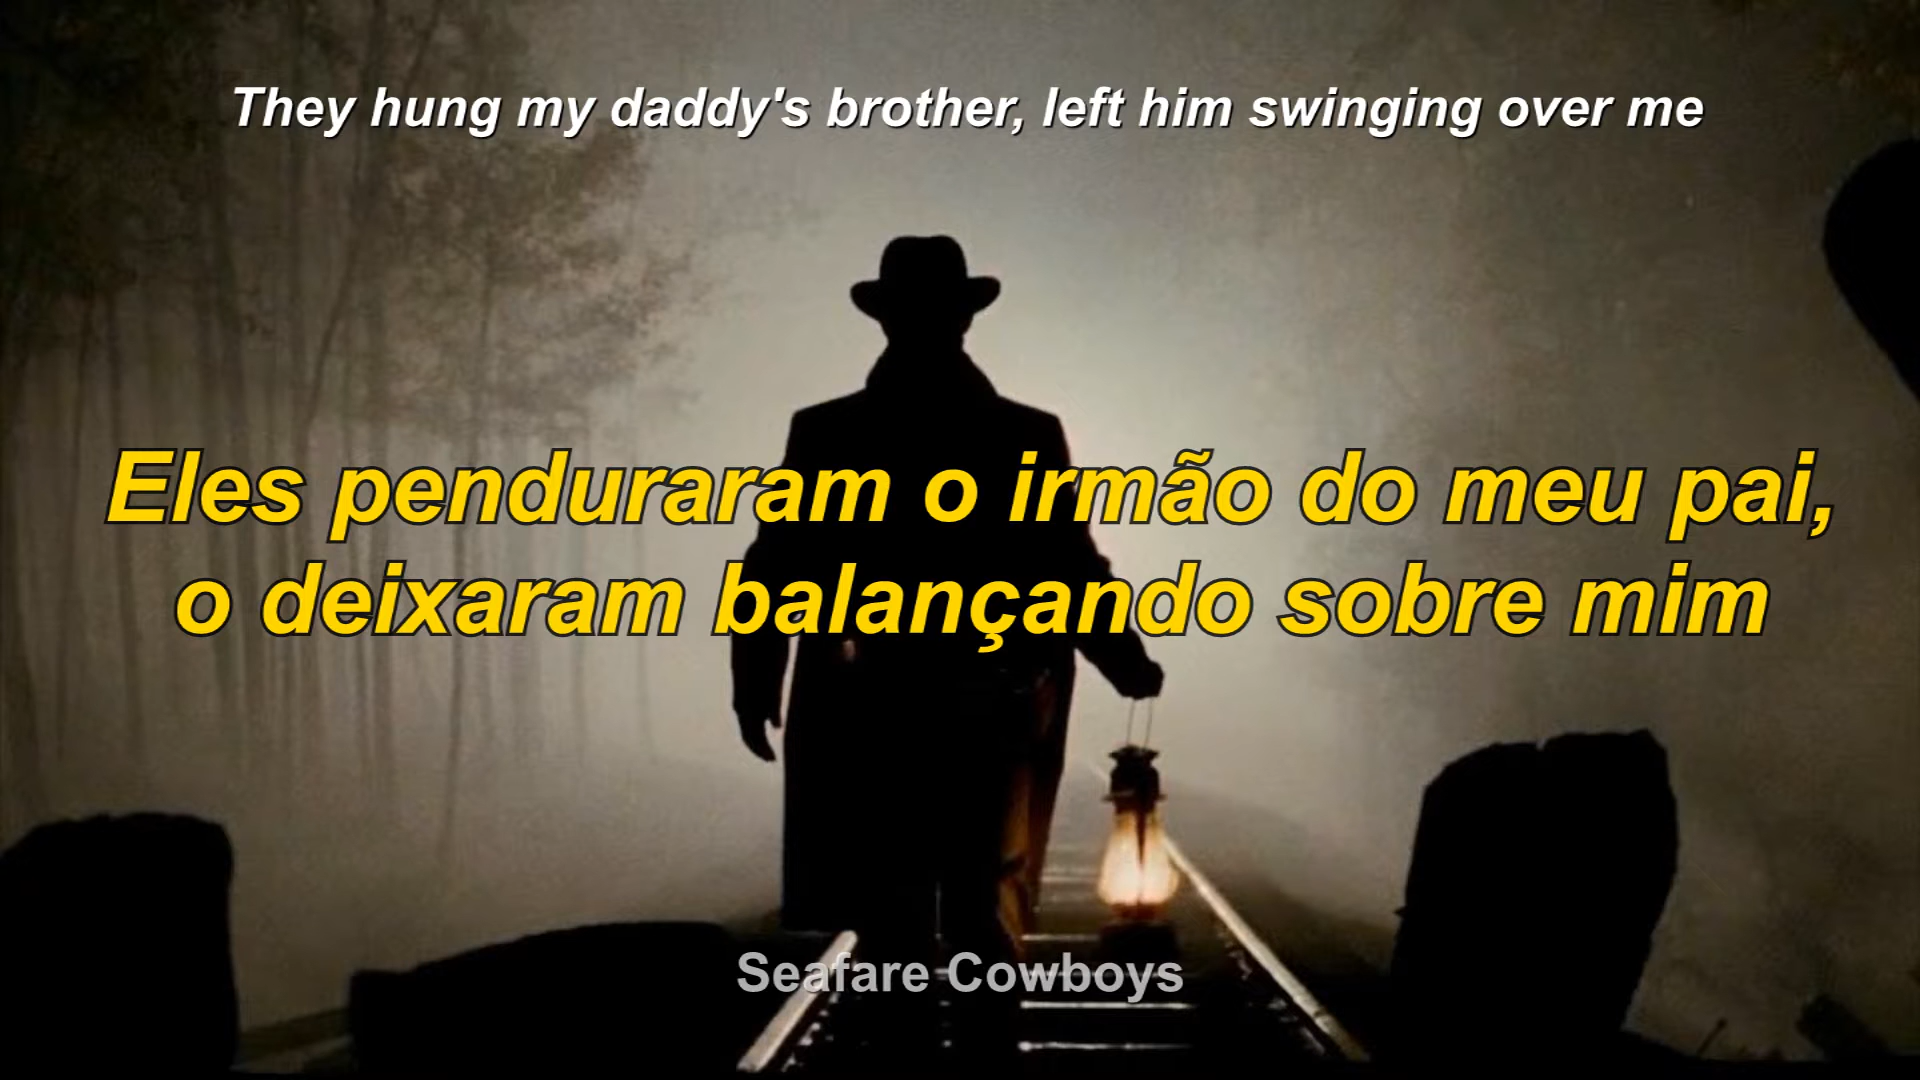 They hung my daddy's brother, left him swinging over me
Eles penduraram o irmão do meu pai,
o deixaram balançando sobre mim
Seafare Cowboys